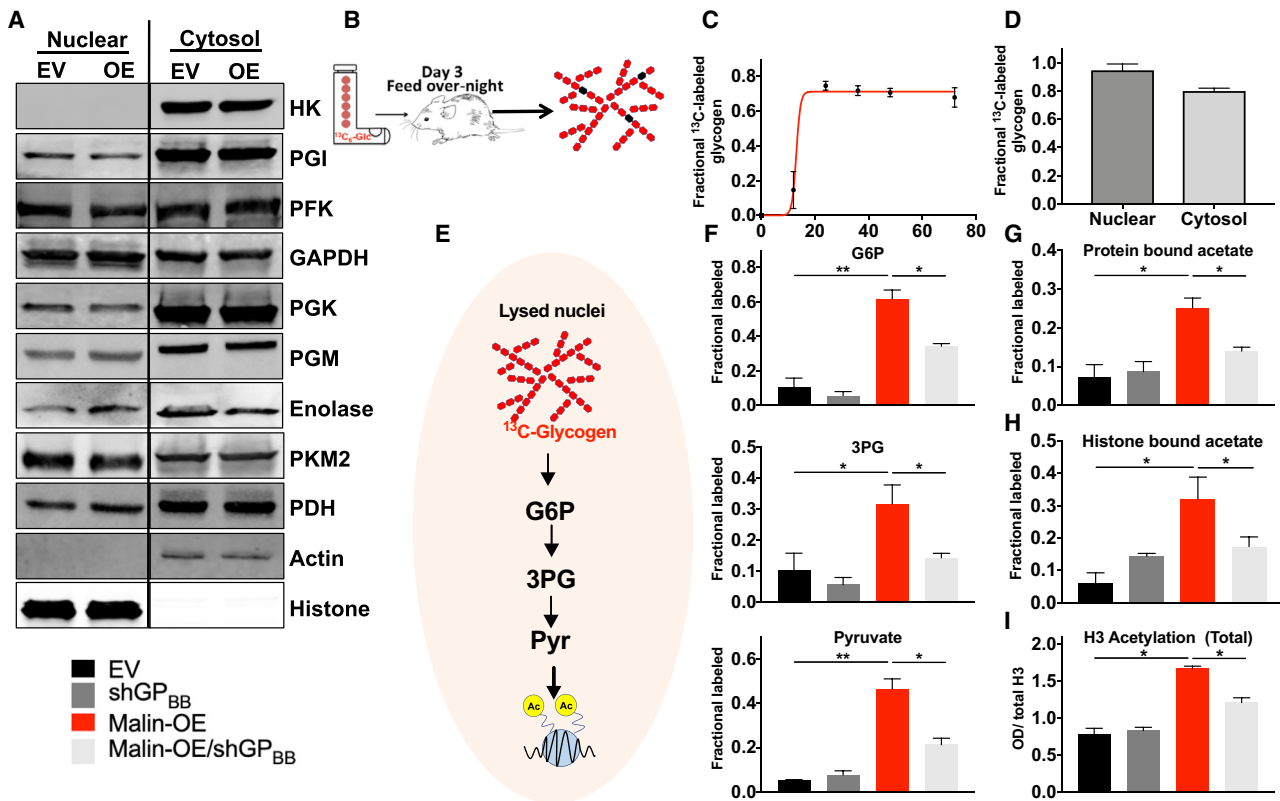 A
Nuclear Cytosol
EV OE EV OE
HK
PGI
PFK
GAPDH
PGK
PGM
Enolase
PKM2
PDH
Actin
Histone
EV
shGPBB
Malin-OE
Malin-OE/shGPBB
B
13C6-Glc
Day 3
Feed over-night
C
Fractional 13C-labeled
glycogen
0.8
0.6
0.4
0.2
0.0
0 20 40 60 80
D
Fractional 13C-labeled
glycogen
1.0
0.8
0.6
0.4
0.2
0.0
Nuclear Cytosol
E
Lysed nuclei
13C-Glycogen
G6P
3PG
Pyr
Ac Ac
F
G6P
Fractional labeled
0.8
0.6
0.4
0.2
0.0
** *
3PG
Fractional labeled
0.5
0.4
0.3
0.2
0.1
0.0
* *
Pyruvate
Fractional labeled
0.6
0.4
0.2
0.0
** *
G
Protein bound acetate
Fractional labeled
0.4
0.3
0.2
0.1
0.0
* *
H
Histone bound acetate
Fractional labeled
0.5
0.4
0.3
0.2
0.1
0.0
* *
I
H3 Acetylation (Total)
OD/ total H3
2.0
1.5
1.0
0.5
0.0
* *